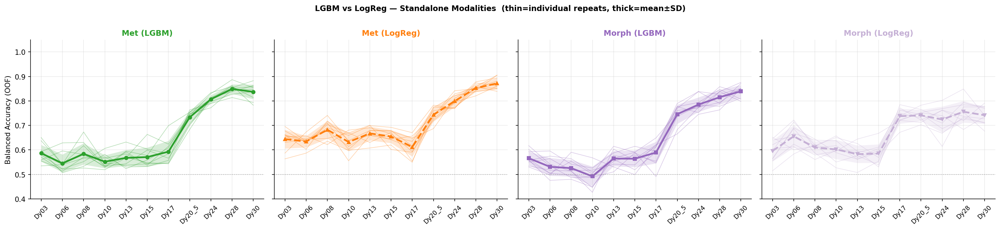 LGBM vs LogReg — Standalone Modalities  (thin=individual repeats, thick=mean±SD)
Met (LGBM)
Met (LogReg)
Morph (LGBM)
Morph (LogReg)
Balanced Accuracy (OOF)
1.0
0.9
0.8
0.7
0.6
0.5
0.4
Dy03 Dy06 Dy08 Dy10 Dy13 Dy15 Dy17 Dy20_5 Dy24 Dy28 Dy30
Dy03 Dy06 Dy08 Dy10 Dy13 Dy15 Dy17 Dy20_5 Dy24 Dy28 Dy30
Dy03 Dy06 Dy08 Dy10 Dy13 Dy15 Dy17 Dy20_5 Dy24 Dy28 Dy30
Dy03 Dy06 Dy08 Dy10 Dy13 Dy15 Dy17 Dy20_5 Dy24 Dy28 Dy30